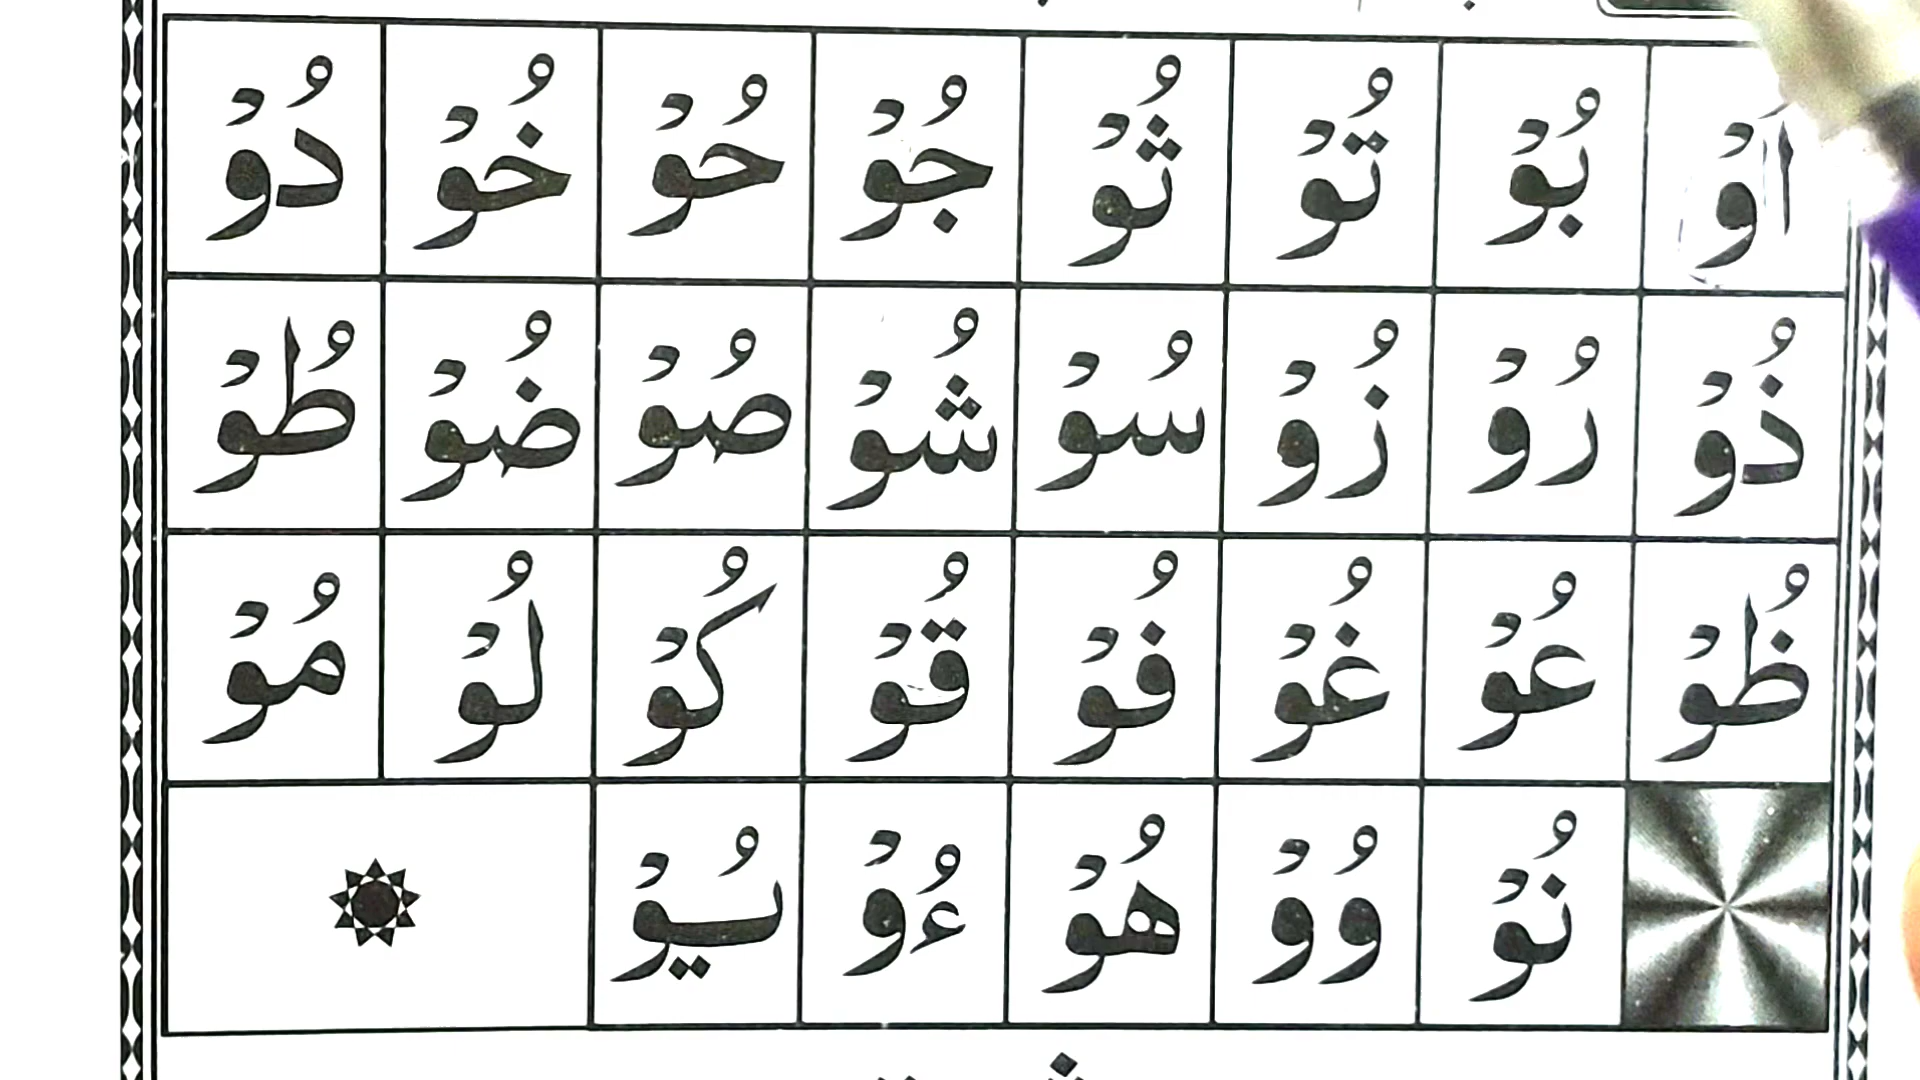 اُوْ بُوْ تُوْ ثُوْ جُوْ حُوْ خُوْ دُوْ
ذُوْ رُوْ زُوْ سُوْ شُوْ صُوْ ضُوْ طُوْ
ظُوْ عُوْ غُوْ فُوْ قُوْ كُوْ لُوْ مُوْ
نُوْ وُوْ هُوْ ءُوْ يُوْ